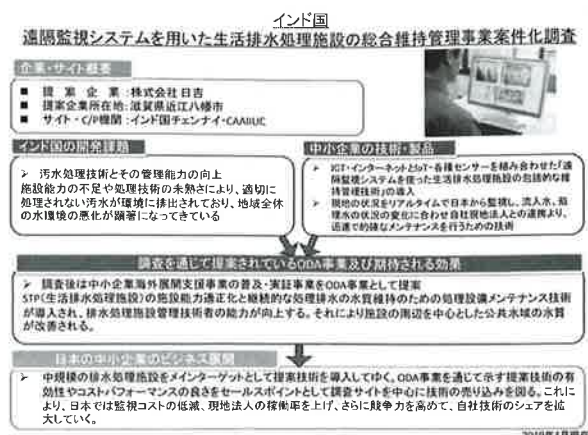 インド国
遠隔監視システムを用いた生活排水処理施設の総合維持管理事業案件化調査
企業・サイト概要
■ 提 案 企 業:株式会社 日吉
■ 提案企業所在地:滋賀県近江八幡市
■ サイト・C/P機関:インド国チェンナイ・CAAIIUC
インド国の開発課題
➢ 汚水処理技術とその管理能力の向上
施設能力の不足や処理技術の未熟さにより、適切に
処理されない汚水が環境に排出されており、地域全体
の水環境の悪化が顕著になってきている
中小企業の技術・製品
➢ ICT・インターネットとIoT・各種センサーを組み合わせた「遠
隔監視システムを使った生活排水処理施設の包括的な維
持管理技術」の導入
➢ 現地の状況をリアルタイムで日本から監視し、流入水、処
理水の状況の変化に合わせ自社現地法人との連携より、
迅速で的確なメンテナンスを行うための技術
調査を通じて提案されているODA事業及び期待される効果
➢ 調査後は中小企業海外展開支援事業の普及・実証事業をODA事業として提案
STP(生活排水処理施設)の施設能力適正化と継続的な処理排水の水質維持のための処理設備メンテナンス技術
が導入され、排水処理施設管理技術者の能力が向上する。それにより施設の周辺を中心とした公共水域の水質
が改善される。
日本の中小企業のビジネス展開
➢ 中規模の排水処理施設をメインターゲットとして提案技術を導入してゆく。ODA事業を通じて示す提案技術の有
効性やコストパフォーマンスの良さをセールスポイントとして調査サイトを中心に技術の売り込みを図る。これに
より、日本では監視コストの低減、現地法人の稼働率を上げ、さらに競争力を高めて、自社技術のシェアを拡
大していく。